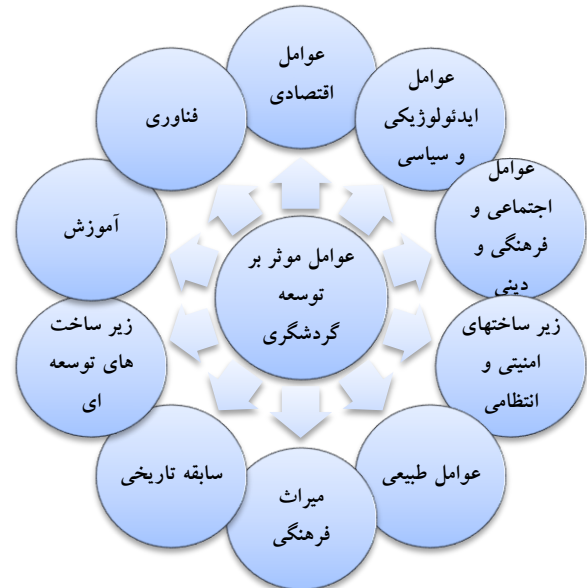 عوامل
اقتصادی
عوامل
ایدئولوژیکی
و سیاسی
عوامل
اجتماعی و
فرهنگی و
دینی
زیر ساختهای
امنیتی و
انتظامی
عوامل طبیعی
میراث
فرهنگی
سابقه تاریخی
زیر ساخت
های توسعه
ای
آموزش
فناوری
عوامل موثر بر
توسعه
گردشگری